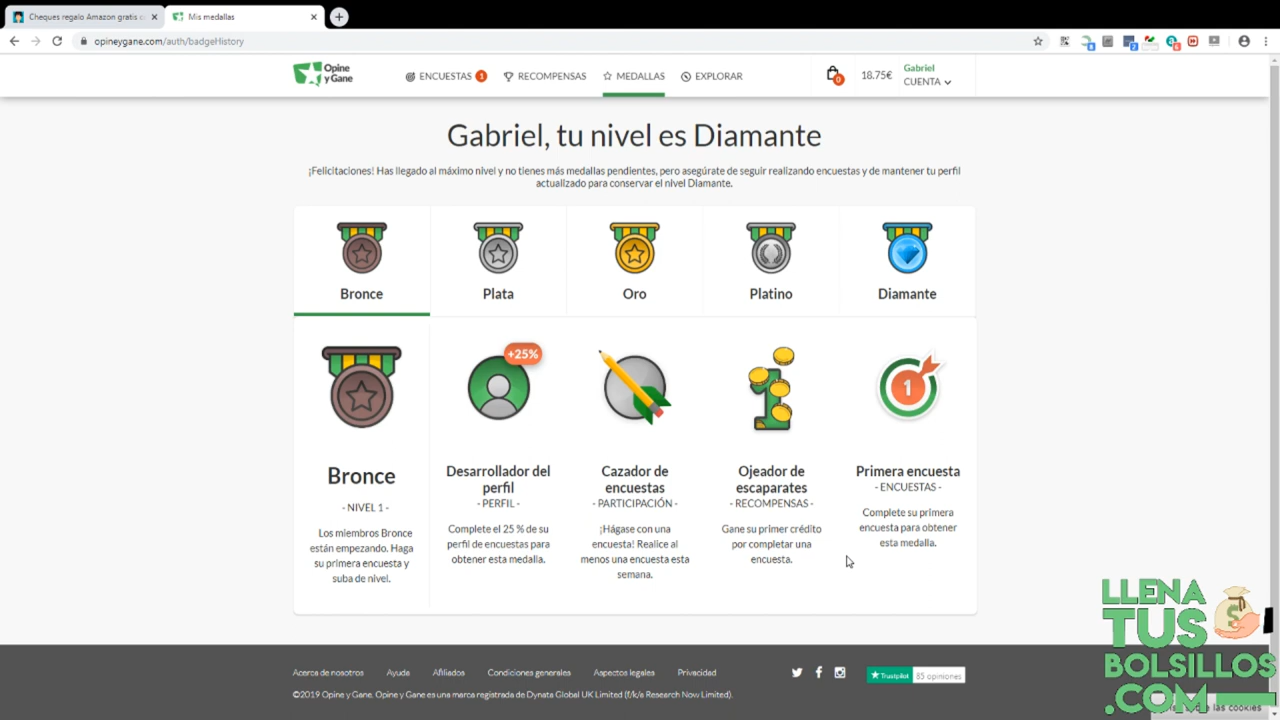 Cheques regalo Amazon gratis
Mis medallas
opineygane.com/auth/badgeHistory
Opine
y Gane
ENCUESTAS 1
RECOMPENSAS
MEDALLAS
EXPLORAR
0
18.75€
Gabriel
CUENTA
Gabriel, tu nivel es Diamante
¡Felicitaciones! Has llegado al máximo nivel y no tienes más medallas pendientes, pero asegúrate de seguir realizando encuestas y de mantener tu perfil
actualizado para conservar el nivel Diamante.
Bronce
Plata
Oro
Platino
Diamante
Bronce
- NIVEL 1 -
Los miembros Bronce
están empezando. Haga
su primera encuesta y
suba de nivel.
+25%
Desarrollador del
perfil
- PERFIL -
Complete el 25 % de su
perfil de encuestas para
obtener esta medalla.
Cazador de
encuestas
- PARTICIPACIÓN -
¡Hágase con una
encuesta! Realice al
menos una encuesta esta
semana.
Ojeador de
escaparates
- RECOMPENSAS -
Gane su primer crédito
por completar una
encuesta.
1
Primera encuesta
- ENCUESTAS -
Complete su primera
encuesta para obtener
esta medalla.
Acerca de nosotros
Ayuda
Afiliados
Condiciones generales
Aspectos legales
Privacidad
Trustpilot
85 opiniones
©2019 Opine y Gane. Opine y Gane es una marca registrada de Dynata Global UK Limited (f/k/a Research Now Limited).
LLENA
TUS
BOLSILLOS
.COM
las cookies